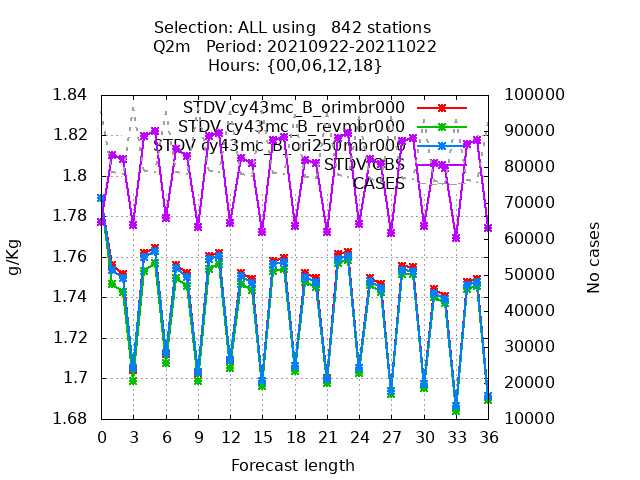 Selection: ALL using   842 stations
Q2m   Period: 20210922-20211022
Hours: {00,06,12,18}
STDV cy43mc_B_orimbr000
STDV cy43mc_B_revmbr000
STDV cy43mc_B_ori250mbr000
STDV OBS
CASES
g/Kg
1.84
1.82
1.8
1.78
1.76
1.74
1.72
1.7
1.68
100000
90000
80000
70000
60000
50000
40000
30000
20000
10000
No cases
0 3 6 9 12 15 18 21 24 27 30 33 36
Forecast length